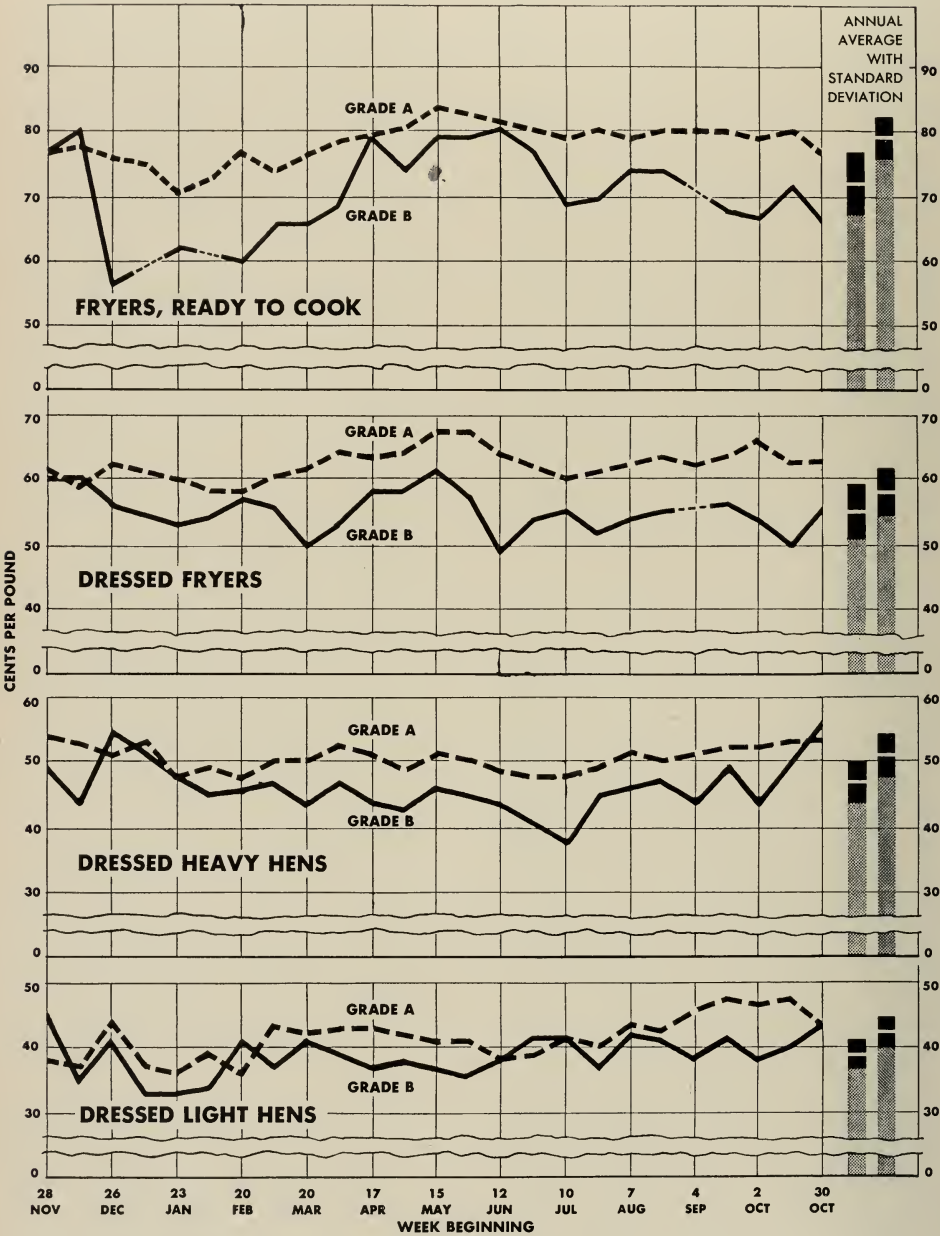 ANNUAL
AVERAGE
WITH
STANDARD
DEVIATION
90 90
80 80
70 70
60 60
50 50
0 0
GRADE A
GRADE B
FRYERS, READY TO COOK
70 70
60 60
50 50
40 40
0 0
GRADE A
GRADE B
DRESSED FRYERS
CENTS PER POUND
60 60
50 50
40 40
30 30
0 0
GRADE A
GRADE B
DRESSED HEAVY HENS
50 50
40 40
30 30
0 0
GRADE A
GRADE B
DRESSED LIGHT HENS
28 26 23 20 20 17 15 12 10 7 4 2 30
NOV DEC JAN FEB MAR APR MAY JUN JUL AUG SEP OCT OCT
WEEK BEGINNING